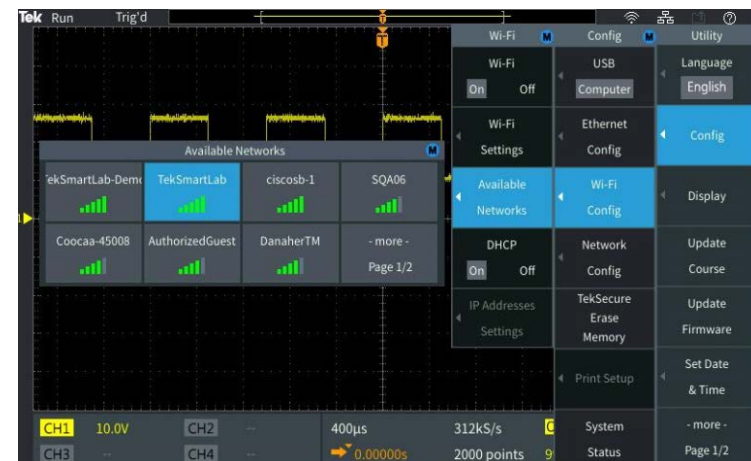 Tek Run Trig'd
Wi-Fi M
Config M
Utility
Wi-Fi
On Off
Wi-Fi
Settings
Available
Networks
DHCP
On Off
IP Addresses
Settings
USB
Computer
Ethernet
Config
Wi-Fi
Config
Network
Config
TekSecure
Erase
Memory
Print Setup
System
Status
Language
English
Config
Display
Update
Course
Update
Firmware
Set Date
& Time
- more -
Page 1/2
Available Networks M
TekSmartLab
ciscosb-1
SQA06
Coocaa-45008
AuthorizedGuest
DanaherTM
- more -
Page 1/2
1
CH1 10.0V
CH2 --
400µs
312kS/s
CH3 --
CH4 --
0.00000s
2000 points